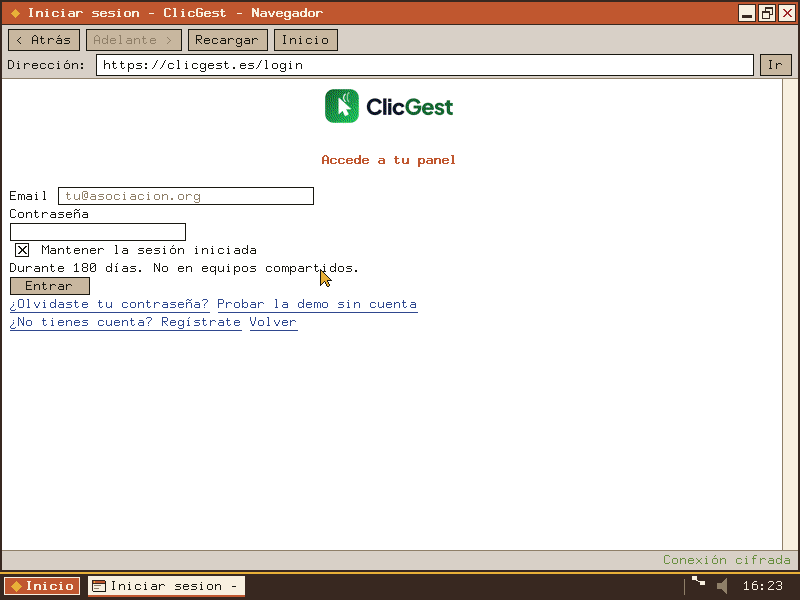 Iniciar sesion - ClicGest - Navegador
< Atrás Adelante > Recargar Inicio
Dirección: https://clicgest.es/login Ir
ClicGest
Accede a tu panel
Email tu@asociacion.org
Contraseña
Mantener la sesión iniciada
Durante 180 días. No en equipos compartidos.
Entrar
¿Olvidaste tu contraseña? Probar la demo sin cuenta
¿No tienes cuenta? Regístrate Volver
Conexión cifrada
Inicio Iniciar sesion - 16:23